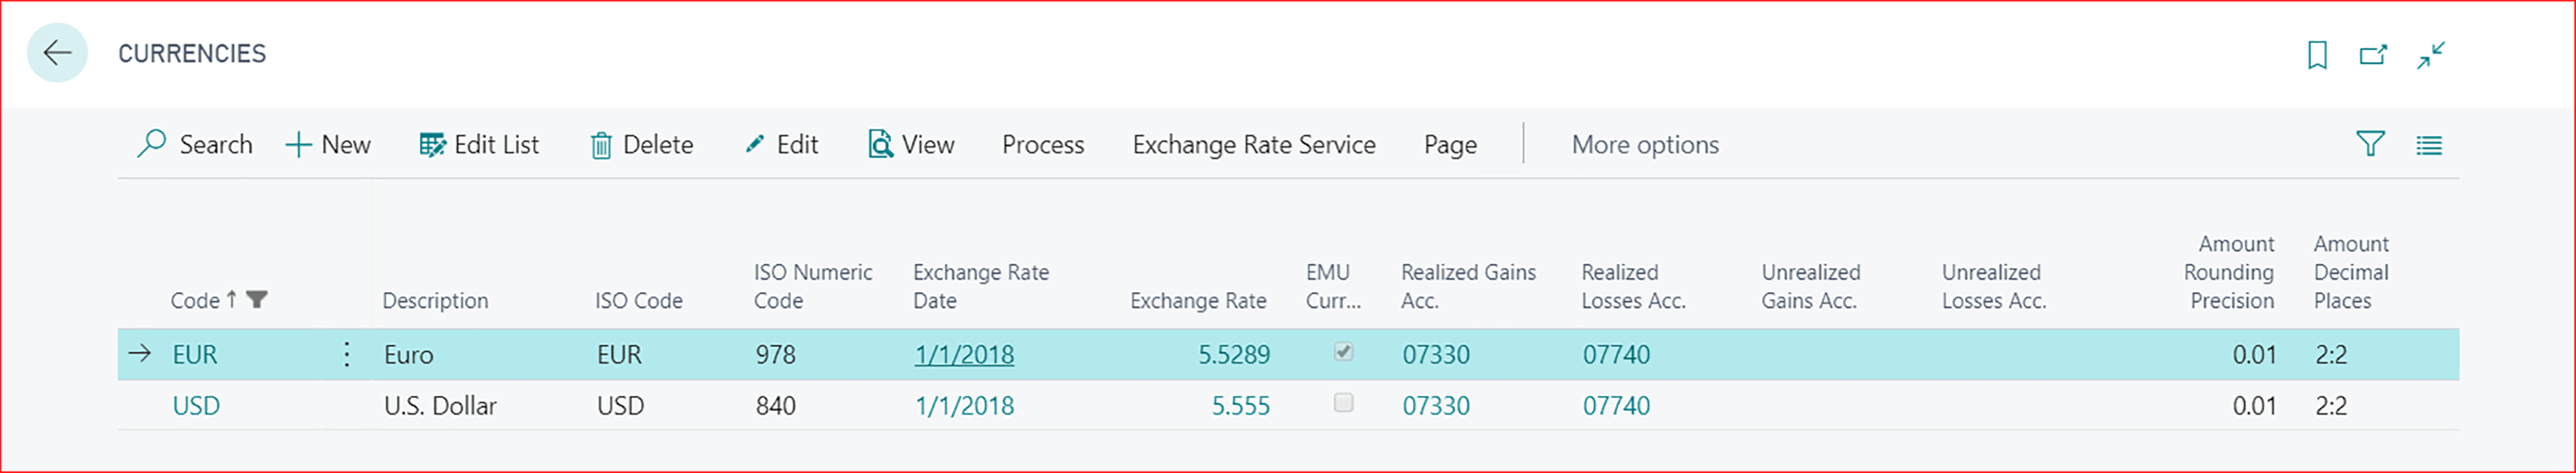 CURRENCIES
Search New Edit List Delete Edit View Process Exchange Rate Service Page More options
Code ↑ Description ISO Code ISO Numeric Code Exchange Rate Date Exchange Rate EMU Curr... Realized Gains Acc. Realized Losses Acc. Unrealized Gains Acc. Unrealized Losses Acc. Amount Rounding Precision Amount Decimal Places
EUR Euro EUR 978 1/1/2018 5.5289 07330 07740 0.01 2:2
USD U.S. Dollar USD 840 1/1/2018 5.555 07330 07740 0.01 2:2